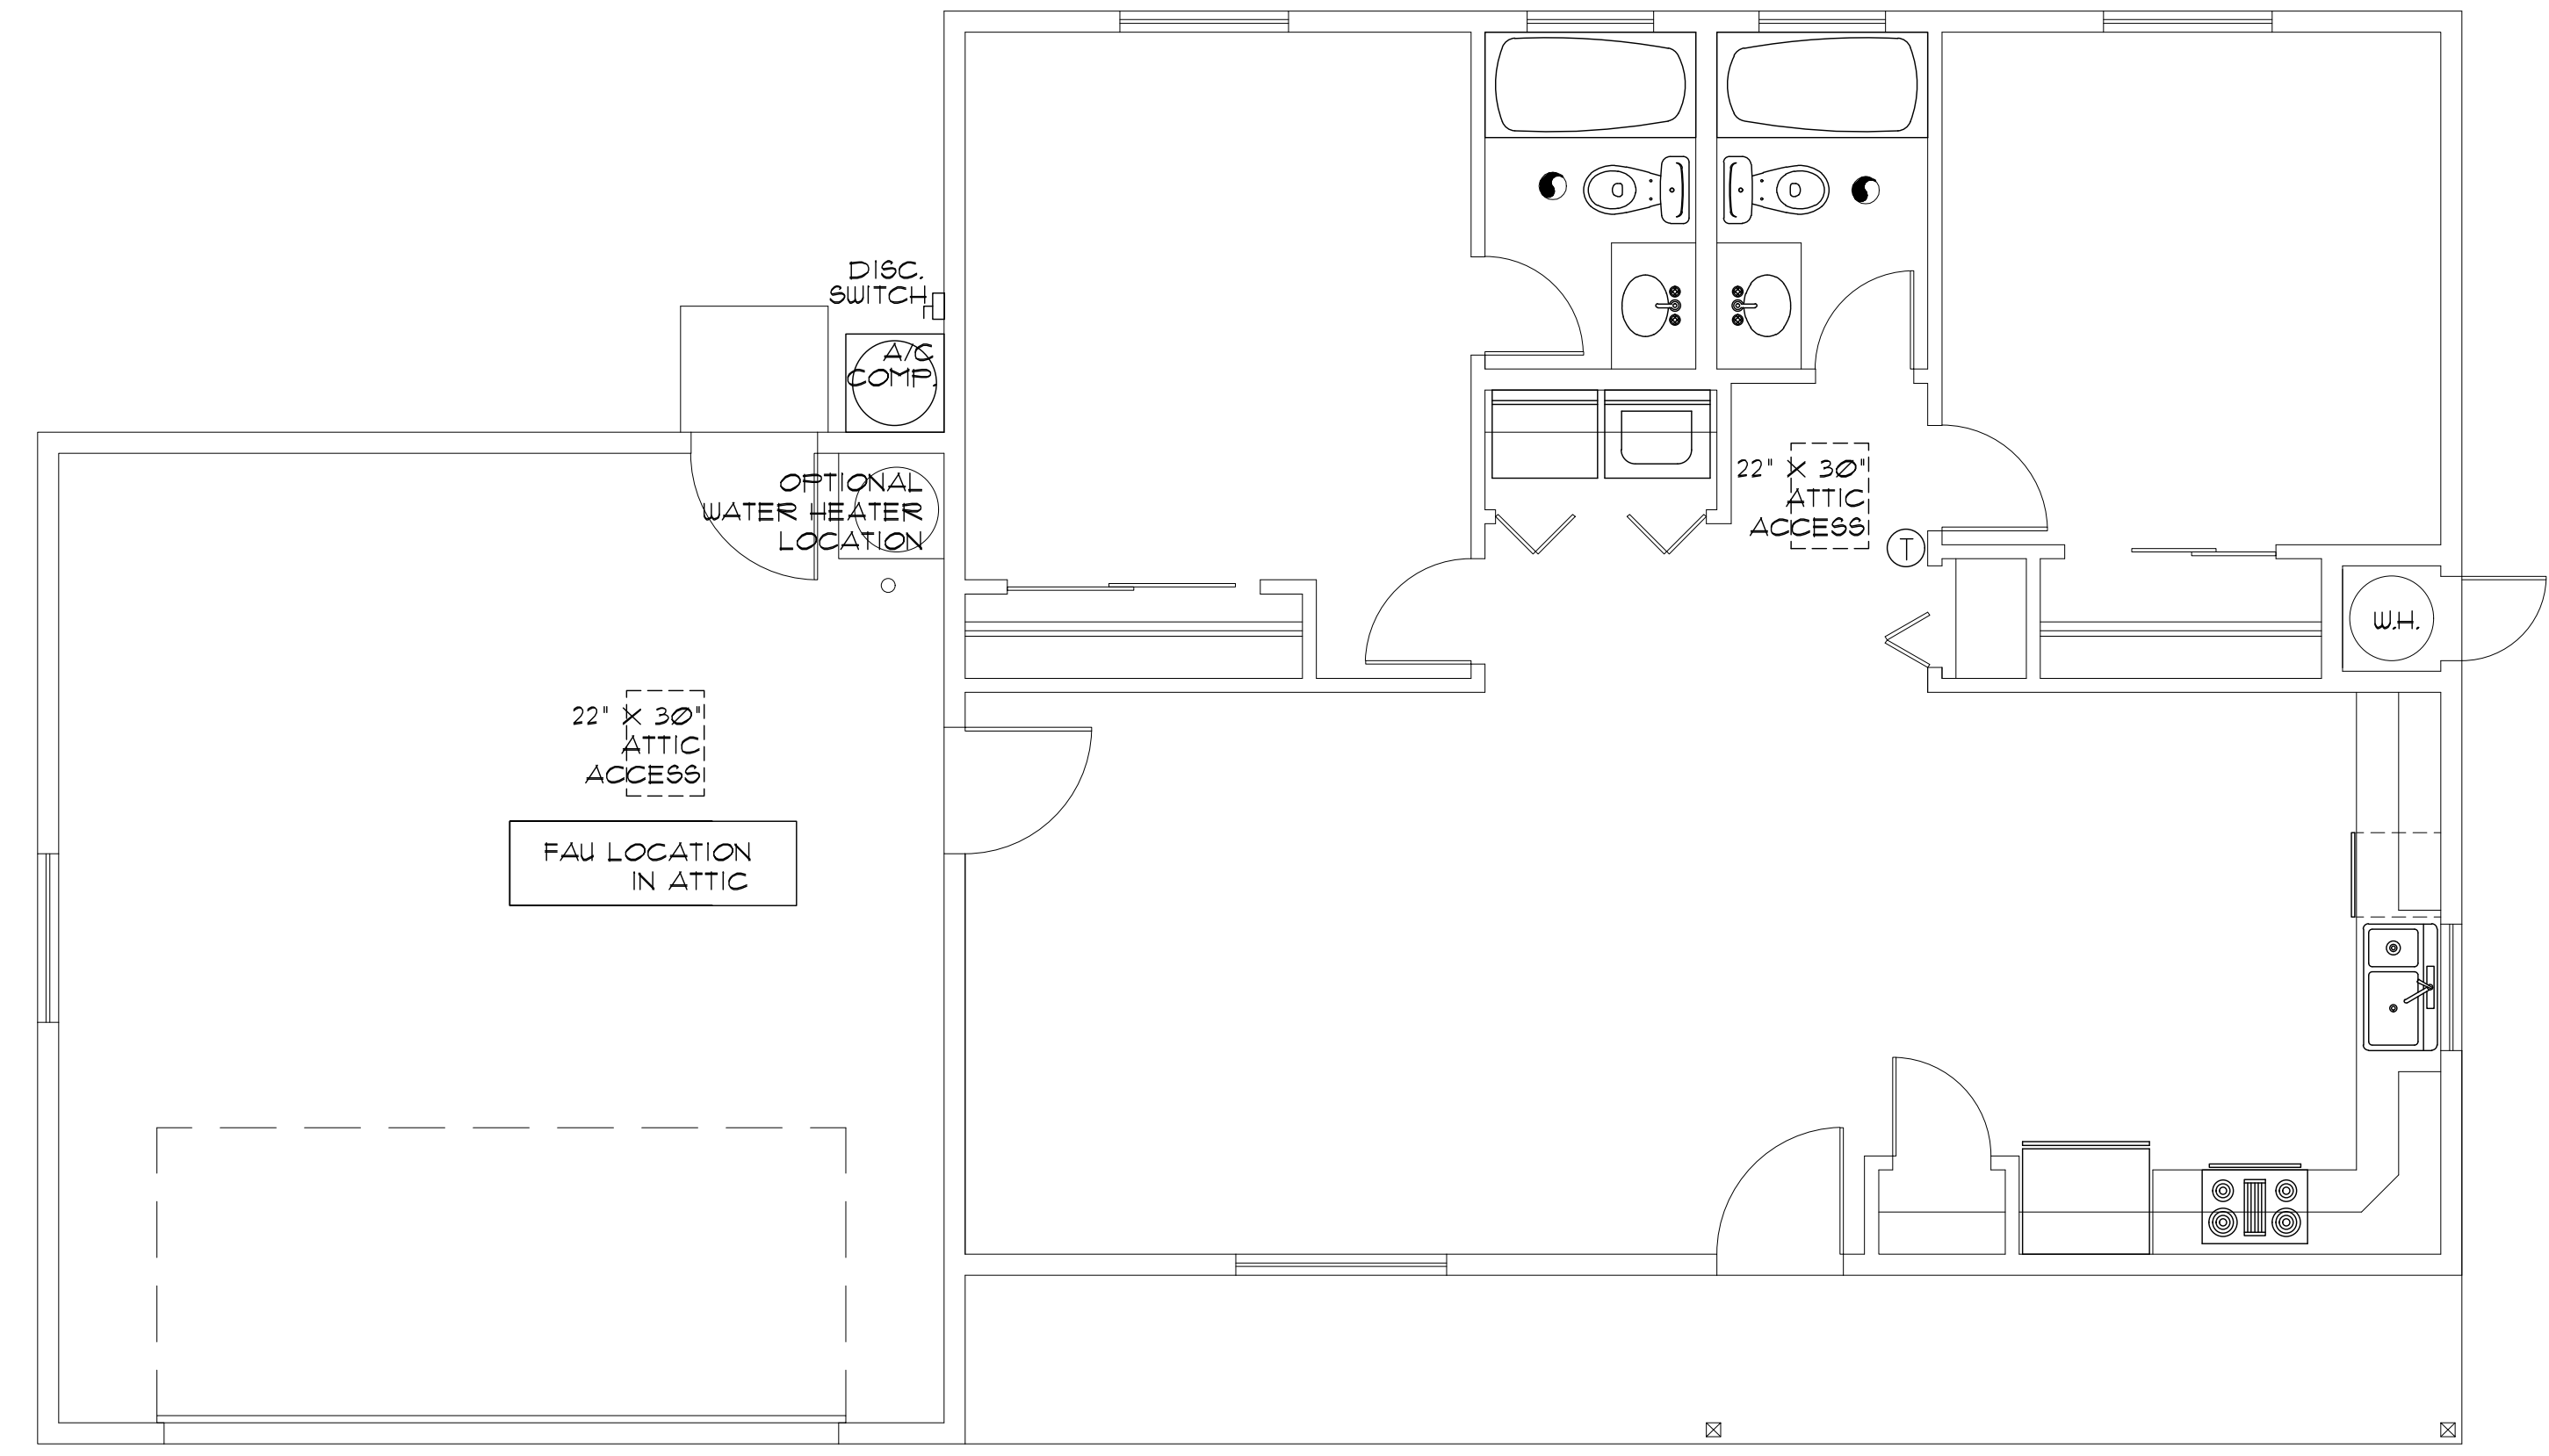 DISC.
SWITCH
A/C
COMP.
OPTIONAL
WATER HEATER
LOCATION
22" X 30"
ATTIC
ACCESS
T
W.H.
22" X 30"
ATTIC
ACCESS
FAU LOCATION
IN ATTIC